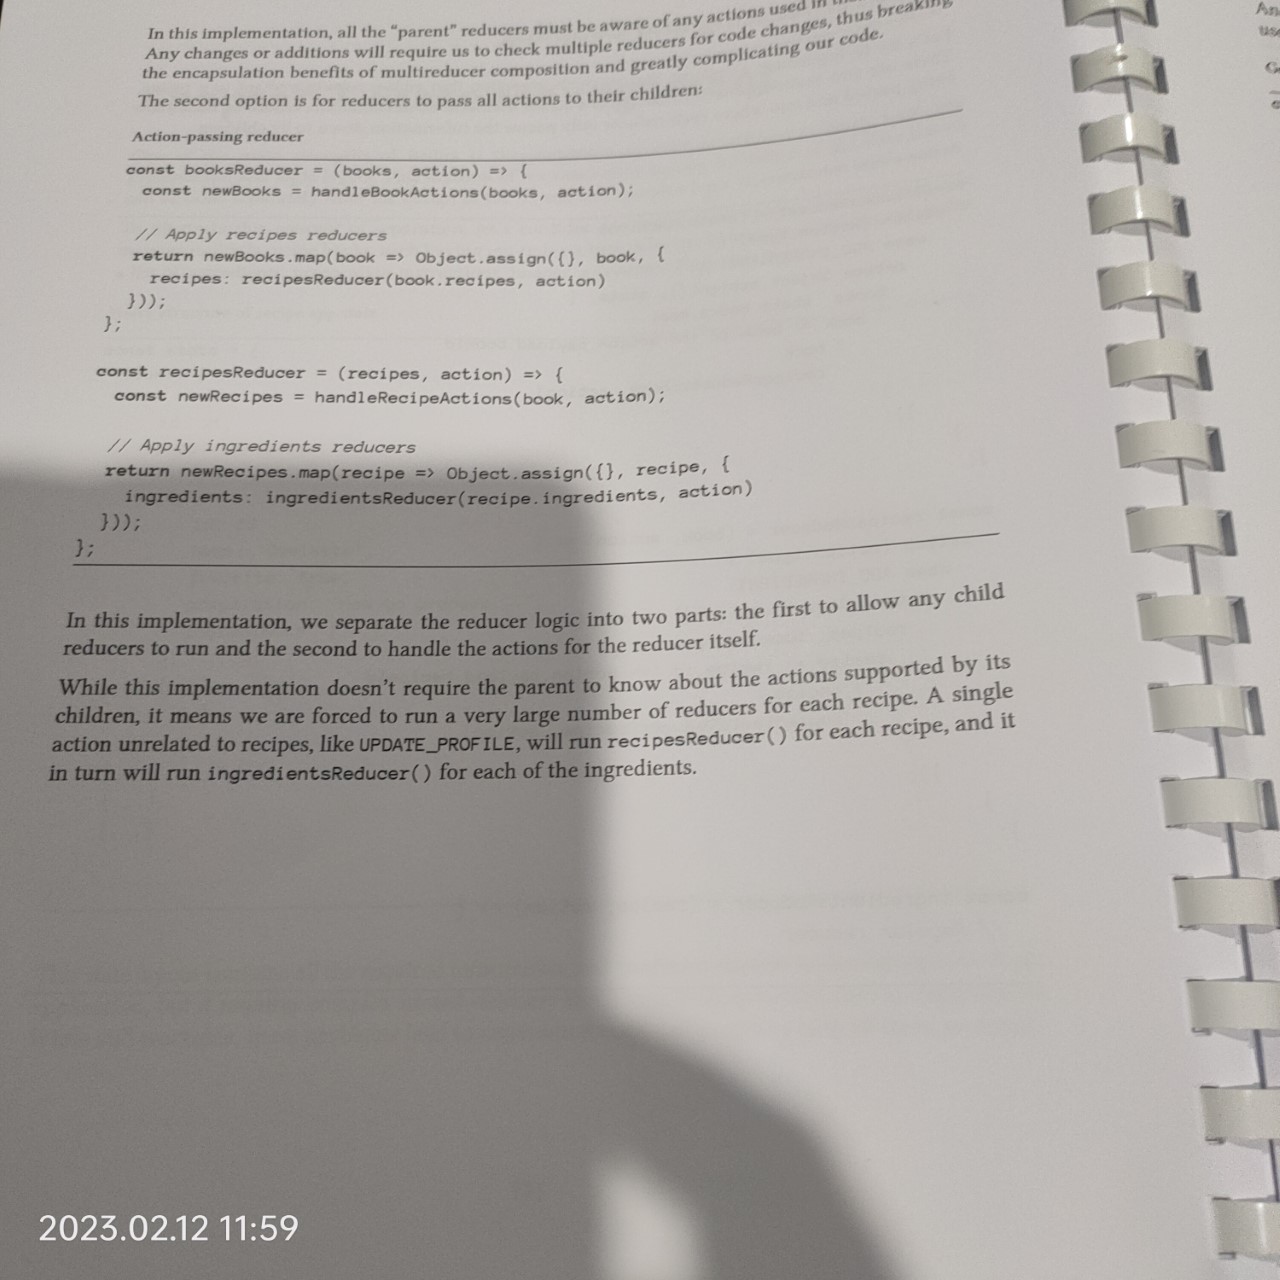 In this implementation, all the “parent” reducers must be aware of any actions used in
Any changes or additions will require us to check multiple reducers for code changes, thus breaking
the encapsulation benefits of multireducer composition and greatly complicating our code.
The second option is for reducers to pass all actions to their children:
Action-passing reducer
const booksReducer = (books, action) => {
  const newBooks = handleBookActions(books, action);
  // Apply recipes reducers
  return newBooks.map(book => Object.assign({}, book, {
    recipes: recipesReducer(book.recipes, action)
  }));
};
const recipesReducer = (recipes, action) => {
  const newRecipes = handleRecipeActions(book, action);
  // Apply ingredients reducers
  return newRecipes.map(recipe => Object.assign({}, recipe, {
    ingredients: ingredientsReducer(recipe.ingredients, action)
  }));
};
In this implementation, we separate the reducer logic into two parts: the first to allow any child
reducers to run and the second to handle the actions for the reducer itself.
While this implementation doesn’t require the parent to know about the actions supported by its
children, it means we are forced to run a very large number of reducers for each recipe. A single
action unrelated to recipes, like UPDATE_PROFILE, will run recipesReducer() for each recipe, and it
in turn will run ingredientsReducer() for each of the ingredients.
2023.02.12 11:59